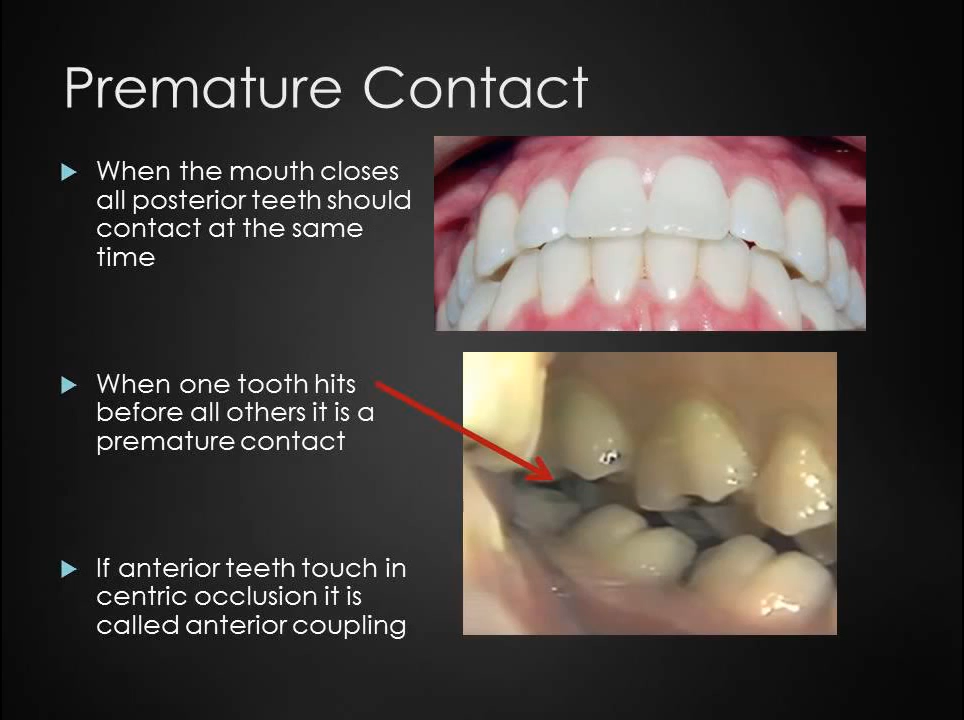 Premature Contact
When the mouth closes
all posterior teeth should
contact at the same
time
When one tooth hits
before all others it is a
premature contact
If anterior teeth touch in
centric occlusion it is
called anterior coupling